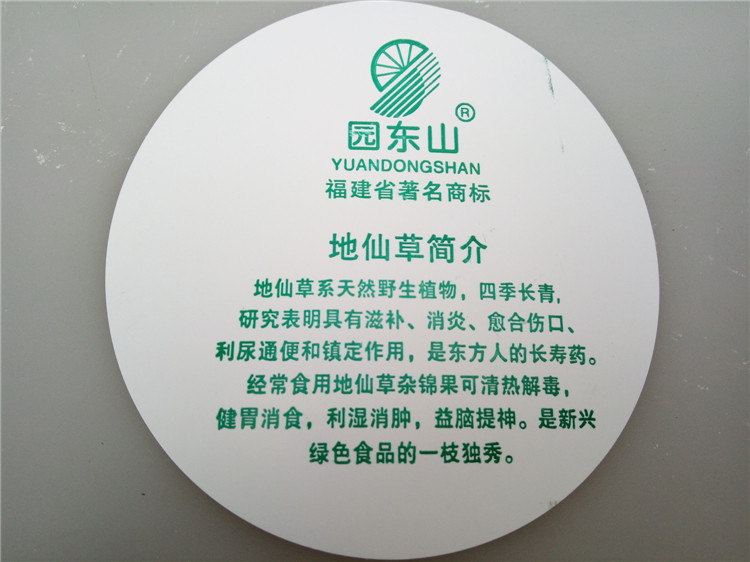 ®
园东山
YUANDONGSHAN
福建省著名商标
地仙草简介
地仙草系天然野生植物，四季长青，
研究表明具有滋补、消炎、愈合伤口、
利尿通便和镇定作用，是东方人的长寿药。
经常食用地仙草杂锦果可清热解毒，
健胃消食，利湿消肿，益脑提神。是新兴
绿色食品的一枝独秀。